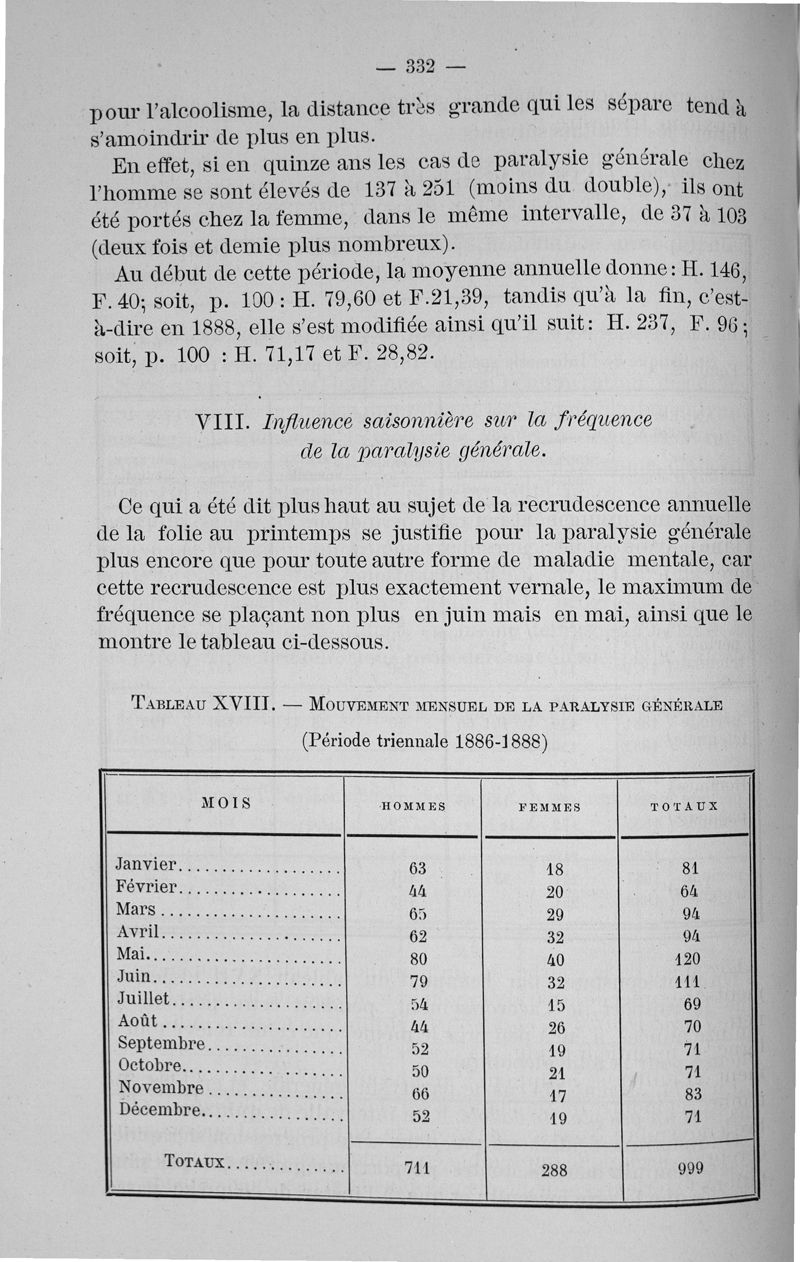 — 332 —
pour l'alcoolisme, la distance très grande qui les sépare tend à
s'amoindrir de plus en plus.
En effet, si en quinze ans les cas de paralysie générale chez
l'homme se sont élevés de 137 à 251 (moins du double), ils ont
été portés chez la femme, dans le même intervalle, de 37 à 103
(deux fois et demie plus nombreux).
Au début de cette période, la moyenne annuelle donne : H. 146,
F. 40; soit, p. 100 : H. 79,60 et F. 21,39, tandis qu'à la fin, c'est-
à-dire en 1888, elle s'est modifiée ainsi qu'il suit : H. 237, F. 96;
soit, p. 100 : H. 71,17 et F. 28,82.
VIII. Influence saisonnière sur la fréquence
de la paralysie générale.
Ce qui a été dit plus haut au sujet de la recrudescence annuelle
de la folie au printemps se justifie pour la paralysie générale
plus encore que pour toute autre forme de maladie mentale, car
cette recrudescence est plus exactement vernale, le maximum de
fréquence se plaçant non plus en juin mais en mai, ainsi que le
montre le tableau ci-dessous.
TABLEAU XVIII. — MOUVEMENT MENSUEL DE LA PARALYSIE GÉNÉRALE
(Période triennale 1886-1888)
MOIS HOMMES FEMMES TOTAUX
Janvier.................... 63 18 81
Février.................... 44 20 64
Mars...................... 65 29 94
Avril...................... 62 32 94
Mai........................ 80 40 120
Juin....................... 79 32 111
Juillet..................... 54 15 69
Août...................... 44 26 70
Septembre................ 52 19 71
Octobre................... 50 21 71
Novembre................ 66 17 83
Décembre................. 52 19 71
TOTAUX.............. 711 288 999